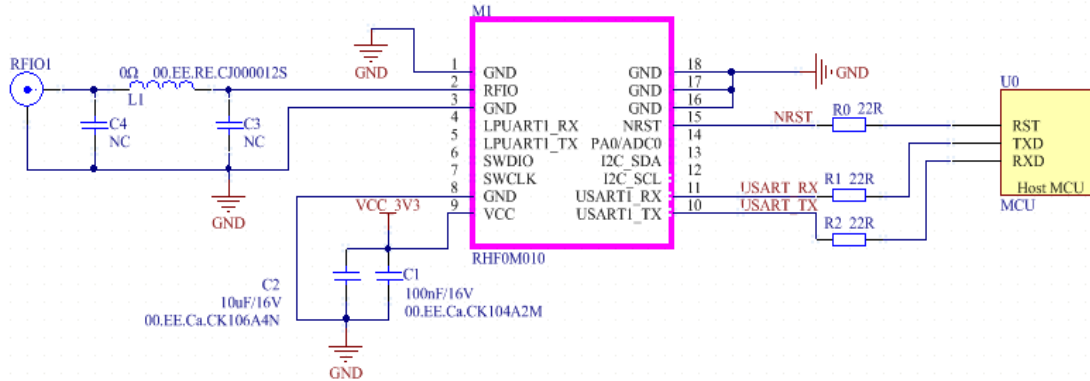 M1
RFIO1
0Ω
00.EE.RE.CJ000012S
L1
C4
NC
C3
NC
GND
GND
1
2
3
4
5
6
7
8
9
GND
RFIO
GND
LPUART1_RX
LPUART1_TX
SWDIO
SWCLK
GND
VCC
GND
GND
GND
NRST
PA0/ADC0
I2C_SDA
I2C_SCL
USART1_RX
USART1_TX
18
17
16
15
14
13
12
11
10
RHF0M010
GND
NRST
R0 22R
USART_RX
R1 22R
USART_TX
R2 22R
U0
RST
TXD
RXD
Host MCU
MCU
VCC_3V3
C2
10uF/16V
00.EE.Ca.CK106A4N
C1
100nF/16V
00.EE.Ca.CK104A2M
GND